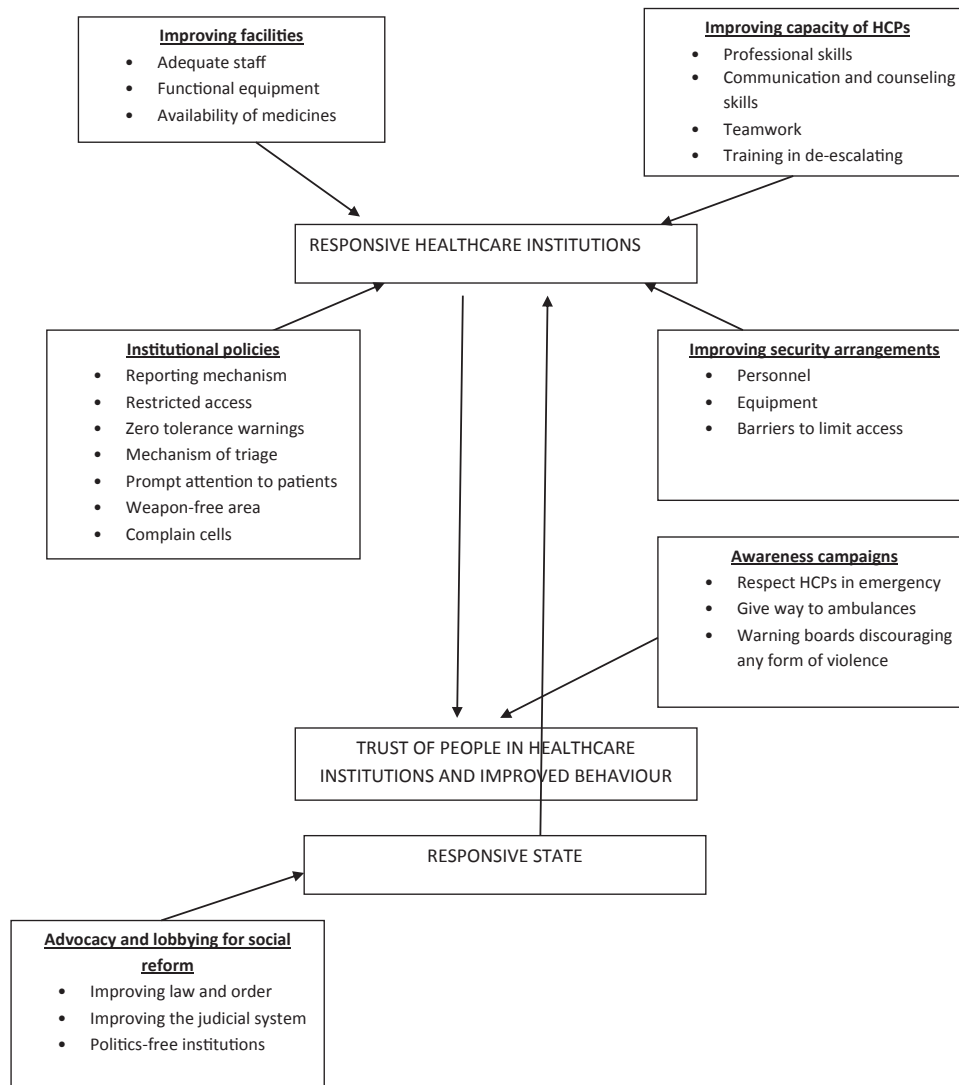 Improving facilities
• Adequate staff
• Functional equipment
• Availability of medicines
Improving capacity of HCPs
• Professional skills
• Communication and counseling
skills
• Teamwork
• Training in de-escalating
RESPONSIVE HEALTHCARE INSTITUTIONS
Institutional policies
• Reporting mechanism
• Restricted access
• Zero tolerance warnings
• Mechanism of triage
• Prompt attention to patients
• Weapon-free area
• Complain cells
Improving security arrangements
• Personnel
• Equipment
• Barriers to limit access
Awareness campaigns
• Respect HCPs in emergency
• Give way to ambulances
• Warning boards discouraging
any form of violence
TRUST OF PEOPLE IN HEALTHCARE
INSTITUTIONS AND IMPROVED BEHAVIOUR
RESPONSIVE STATE
Advocacy and lobbying for social
reform
• Improving law and order
• Improving the judicial system
• Politics-free institutions